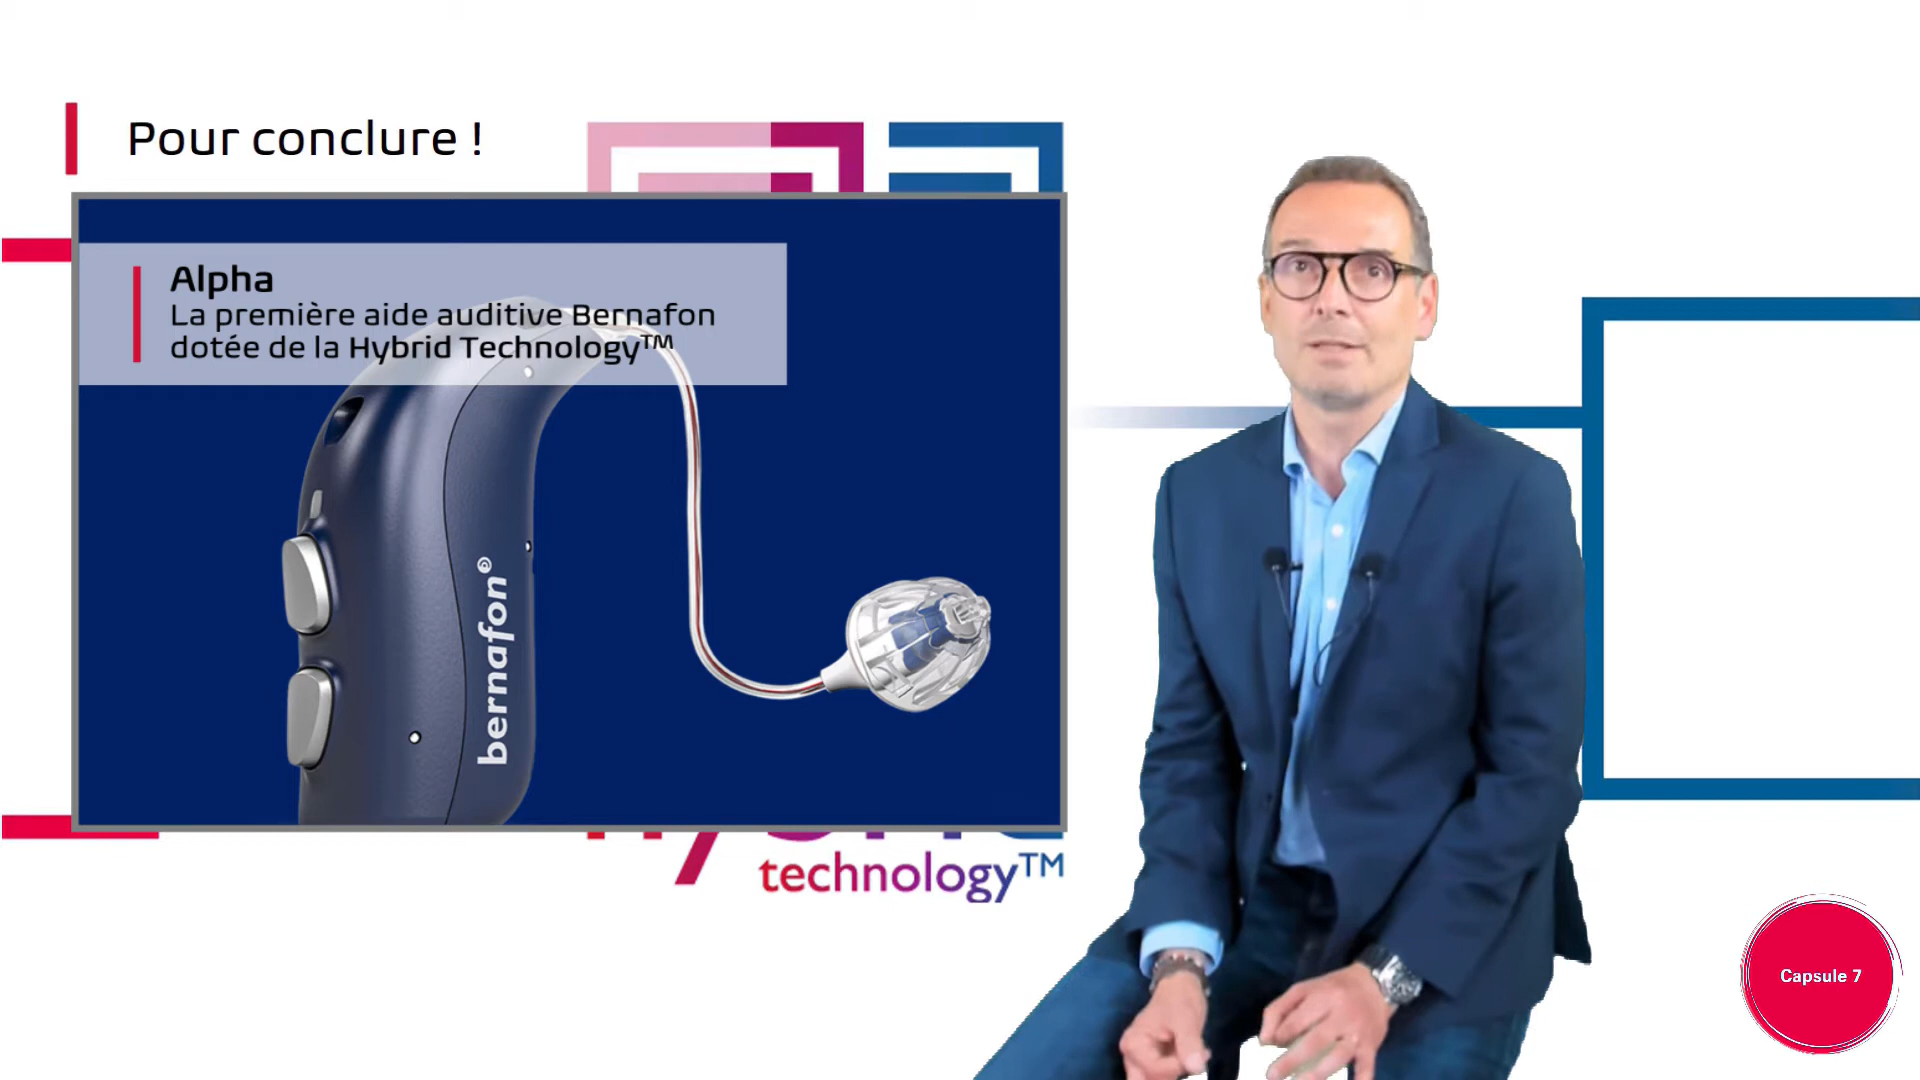 Pour conclure !
Alpha
La première aide auditive Bernafon
dotée de la Hybrid Technology™
bernafon®
technology™
Capsule 7